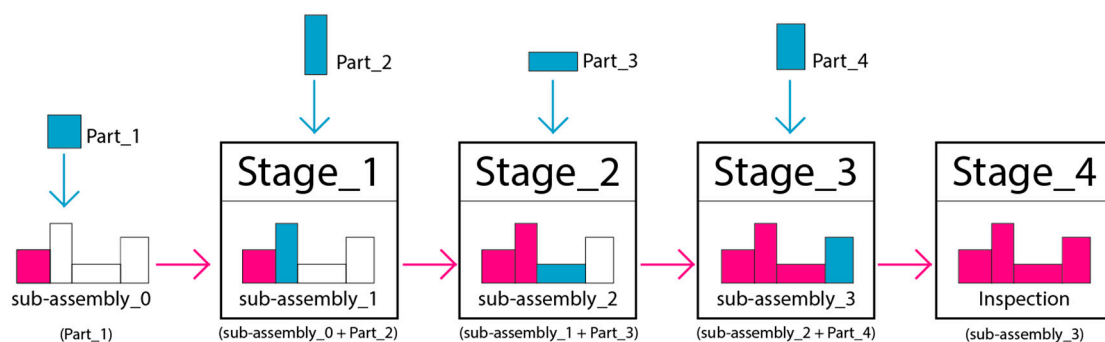 Part_1
sub-assembly_0
(Part_1)
Part_2
Stage_1
sub-assembly_1
(sub-assembly_0 + Part_2)
Part_3
Stage_2
sub-assembly_2
(sub-assembly_1 + Part_3)
Part_4
Stage_3
sub-assembly_3
(sub-assembly_2 + Part_4)
Stage_4
Inspection
(sub-assembly_3)